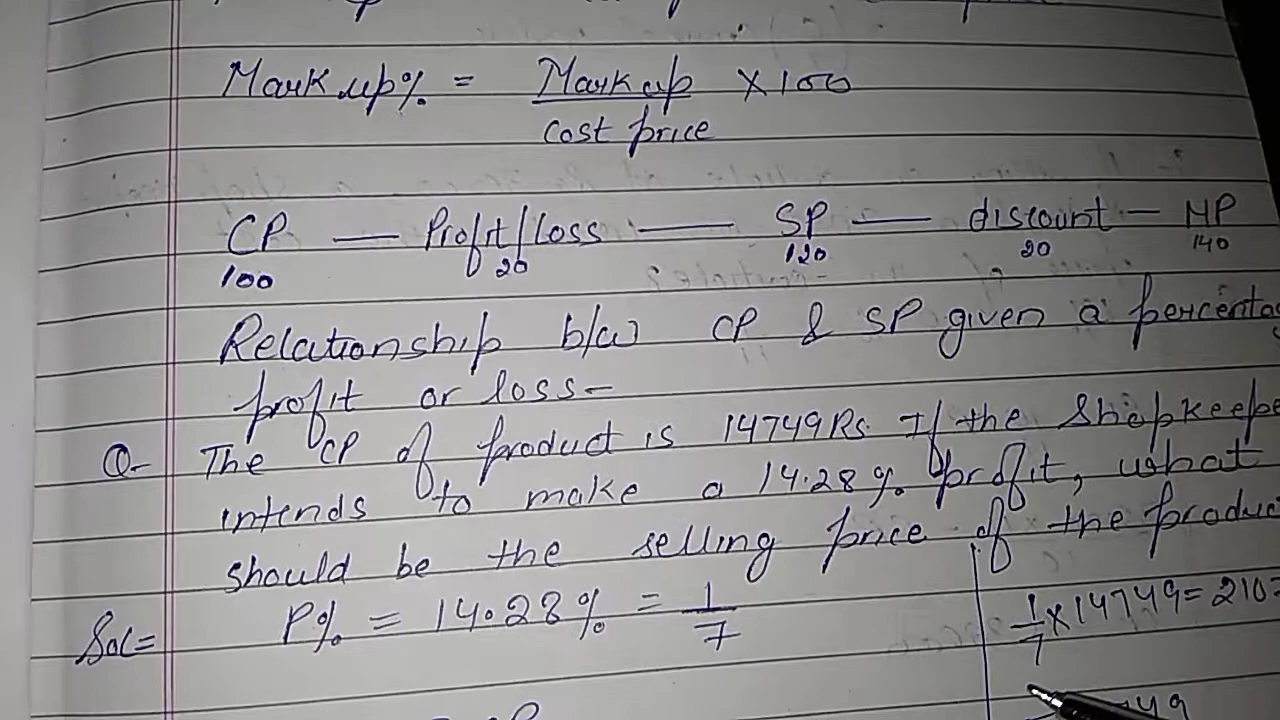 Mark up% = Mark up / cost price × 100
CP — Profit/loss — SP — discount — MP
100 20 120 20 140
Relationship b/w CP & SP given a percentag
profit or loss-
Q- The CP of product is 14749Rs If the Shopkeepe
intends to make a 14.28% profit, what
should be the selling price of the produc
Sol= P% = 14.28% = 1/7
1/7 × 14749 = 210